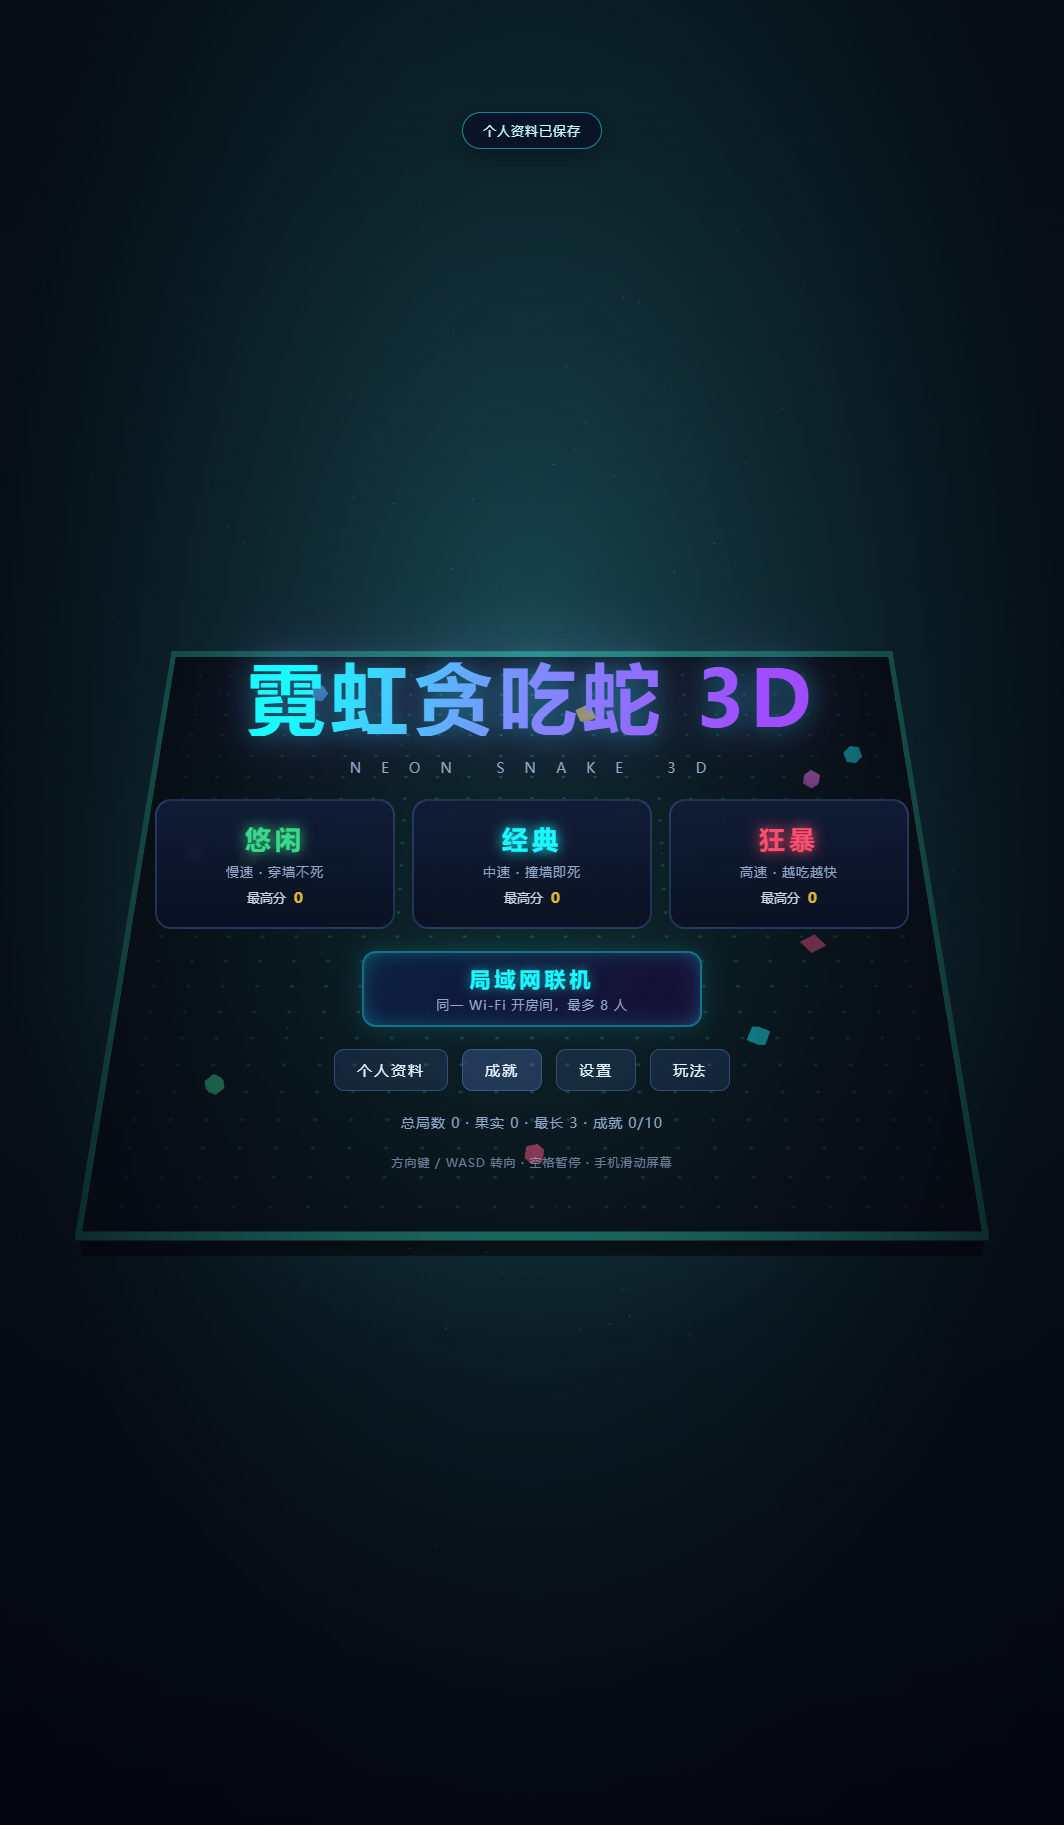 个人资料已保存
霓虹贪吃蛇 3D
NEON SNAKE 3D
悠闲
慢速 · 穿墙不死
最高分 0
经典
中速 · 撞墙即死
最高分 0
狂暴
高速 · 越吃越快
最高分 0
局域网联机
同一 Wi-Fi 开房间，最多 8 人
个人资料
成就
设置
玩法
总局数 0 · 果实 0 · 最长 3 · 成就 0/10
方向键 / WASD 转向 · 空格暂停 · 手机滑动屏幕